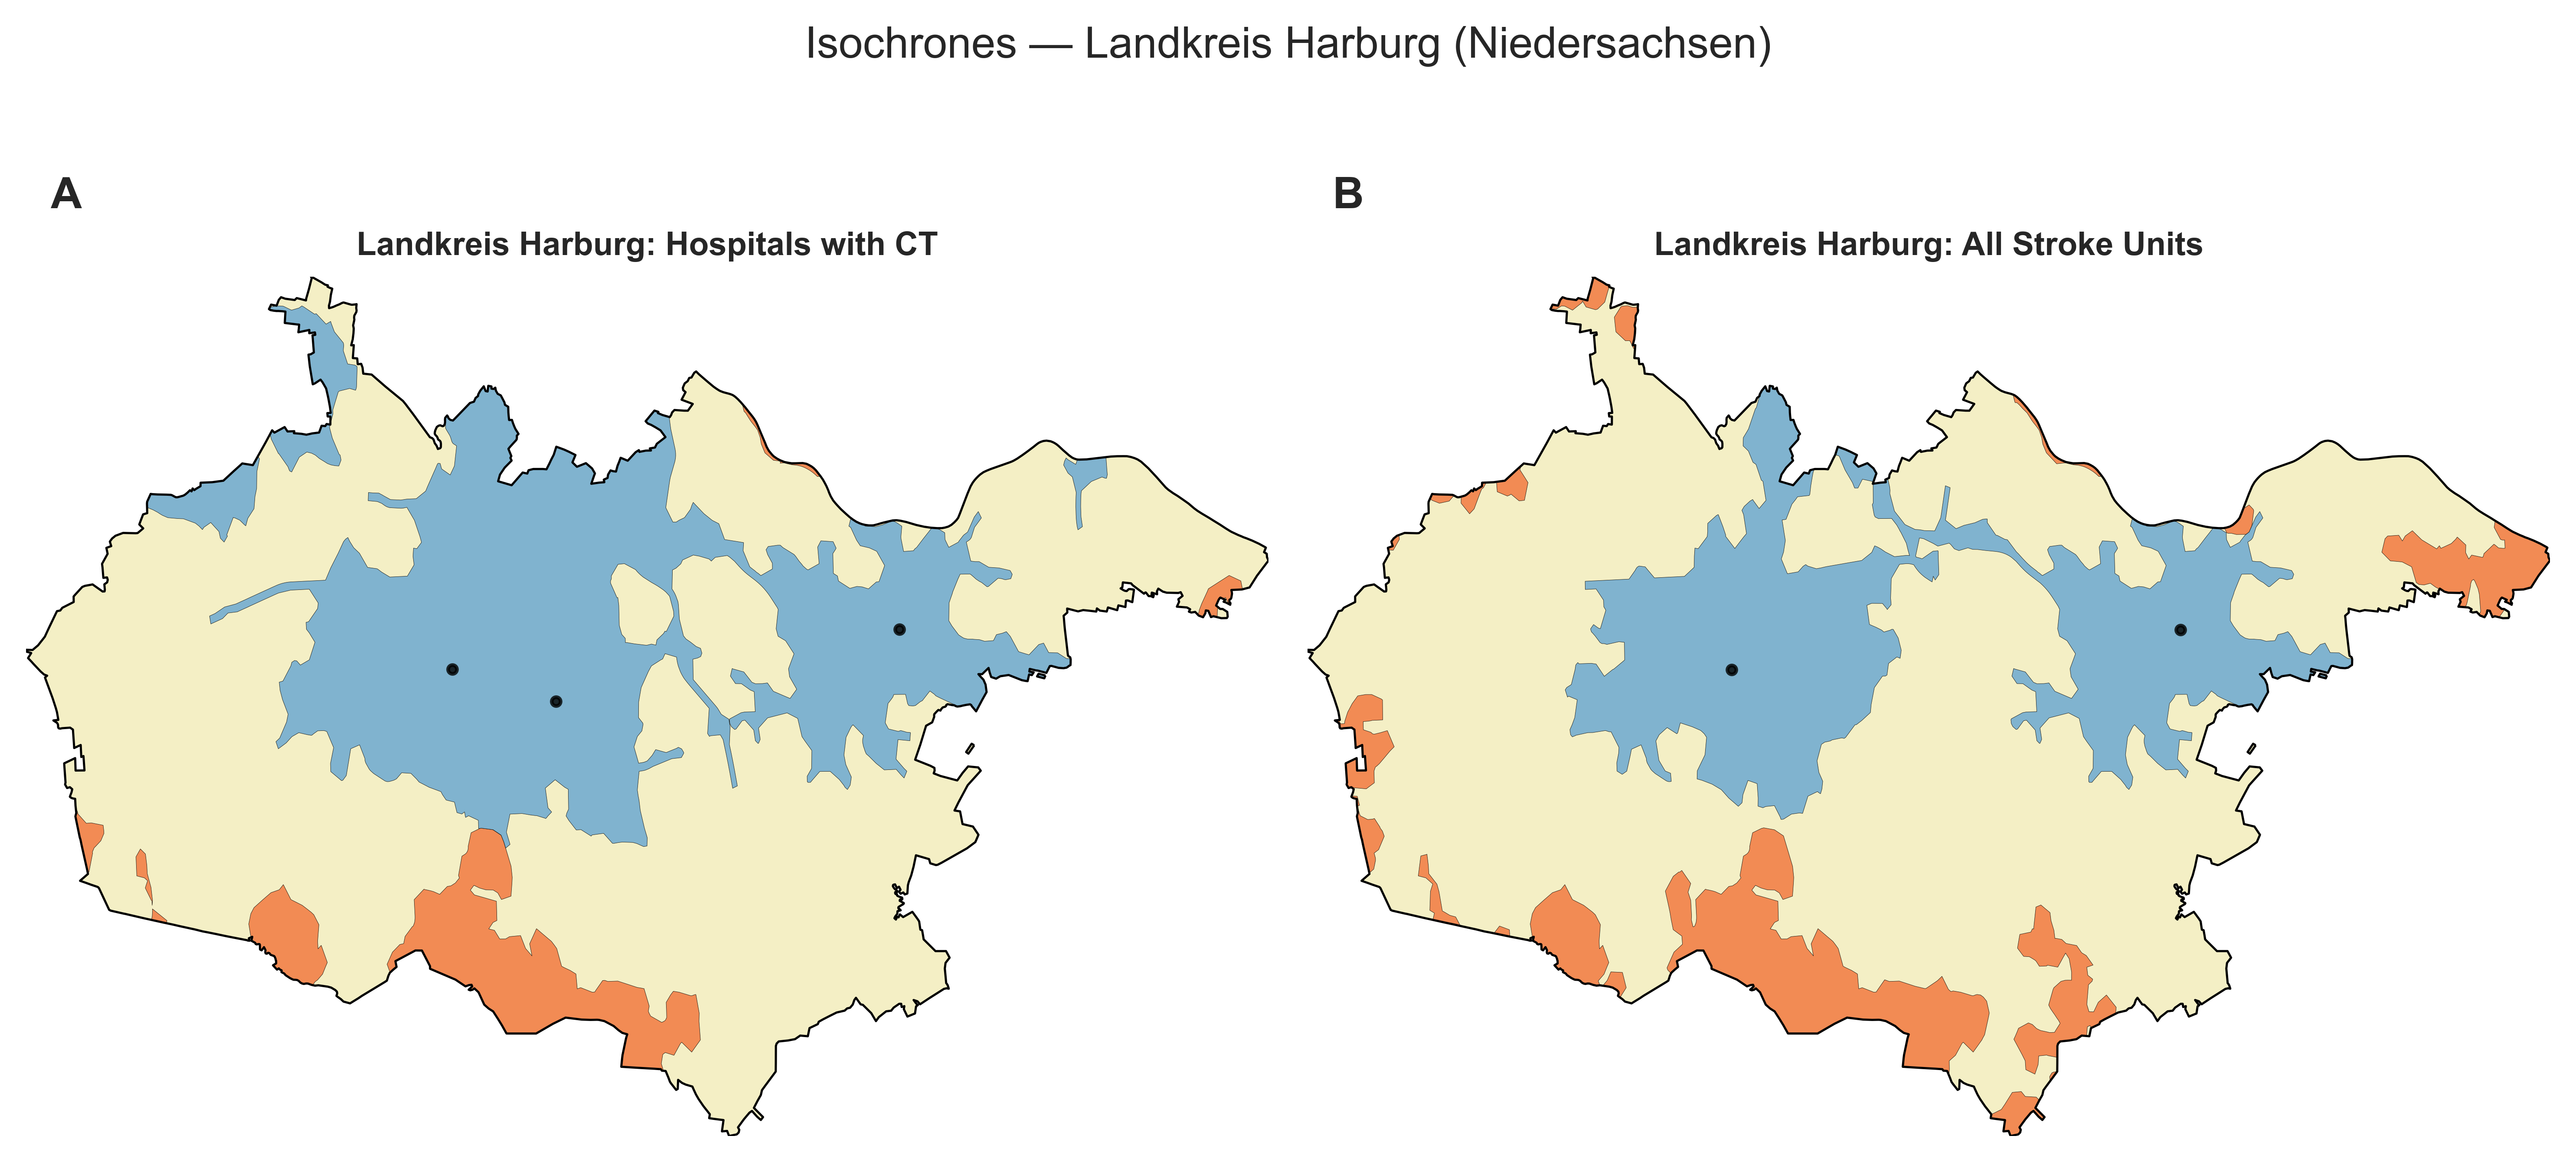 Isochrones — Landkreis Harburg (Niedersachsen)
A
Landkreis Harburg: Hospitals with CT
B
Landkreis Harburg: All Stroke Units